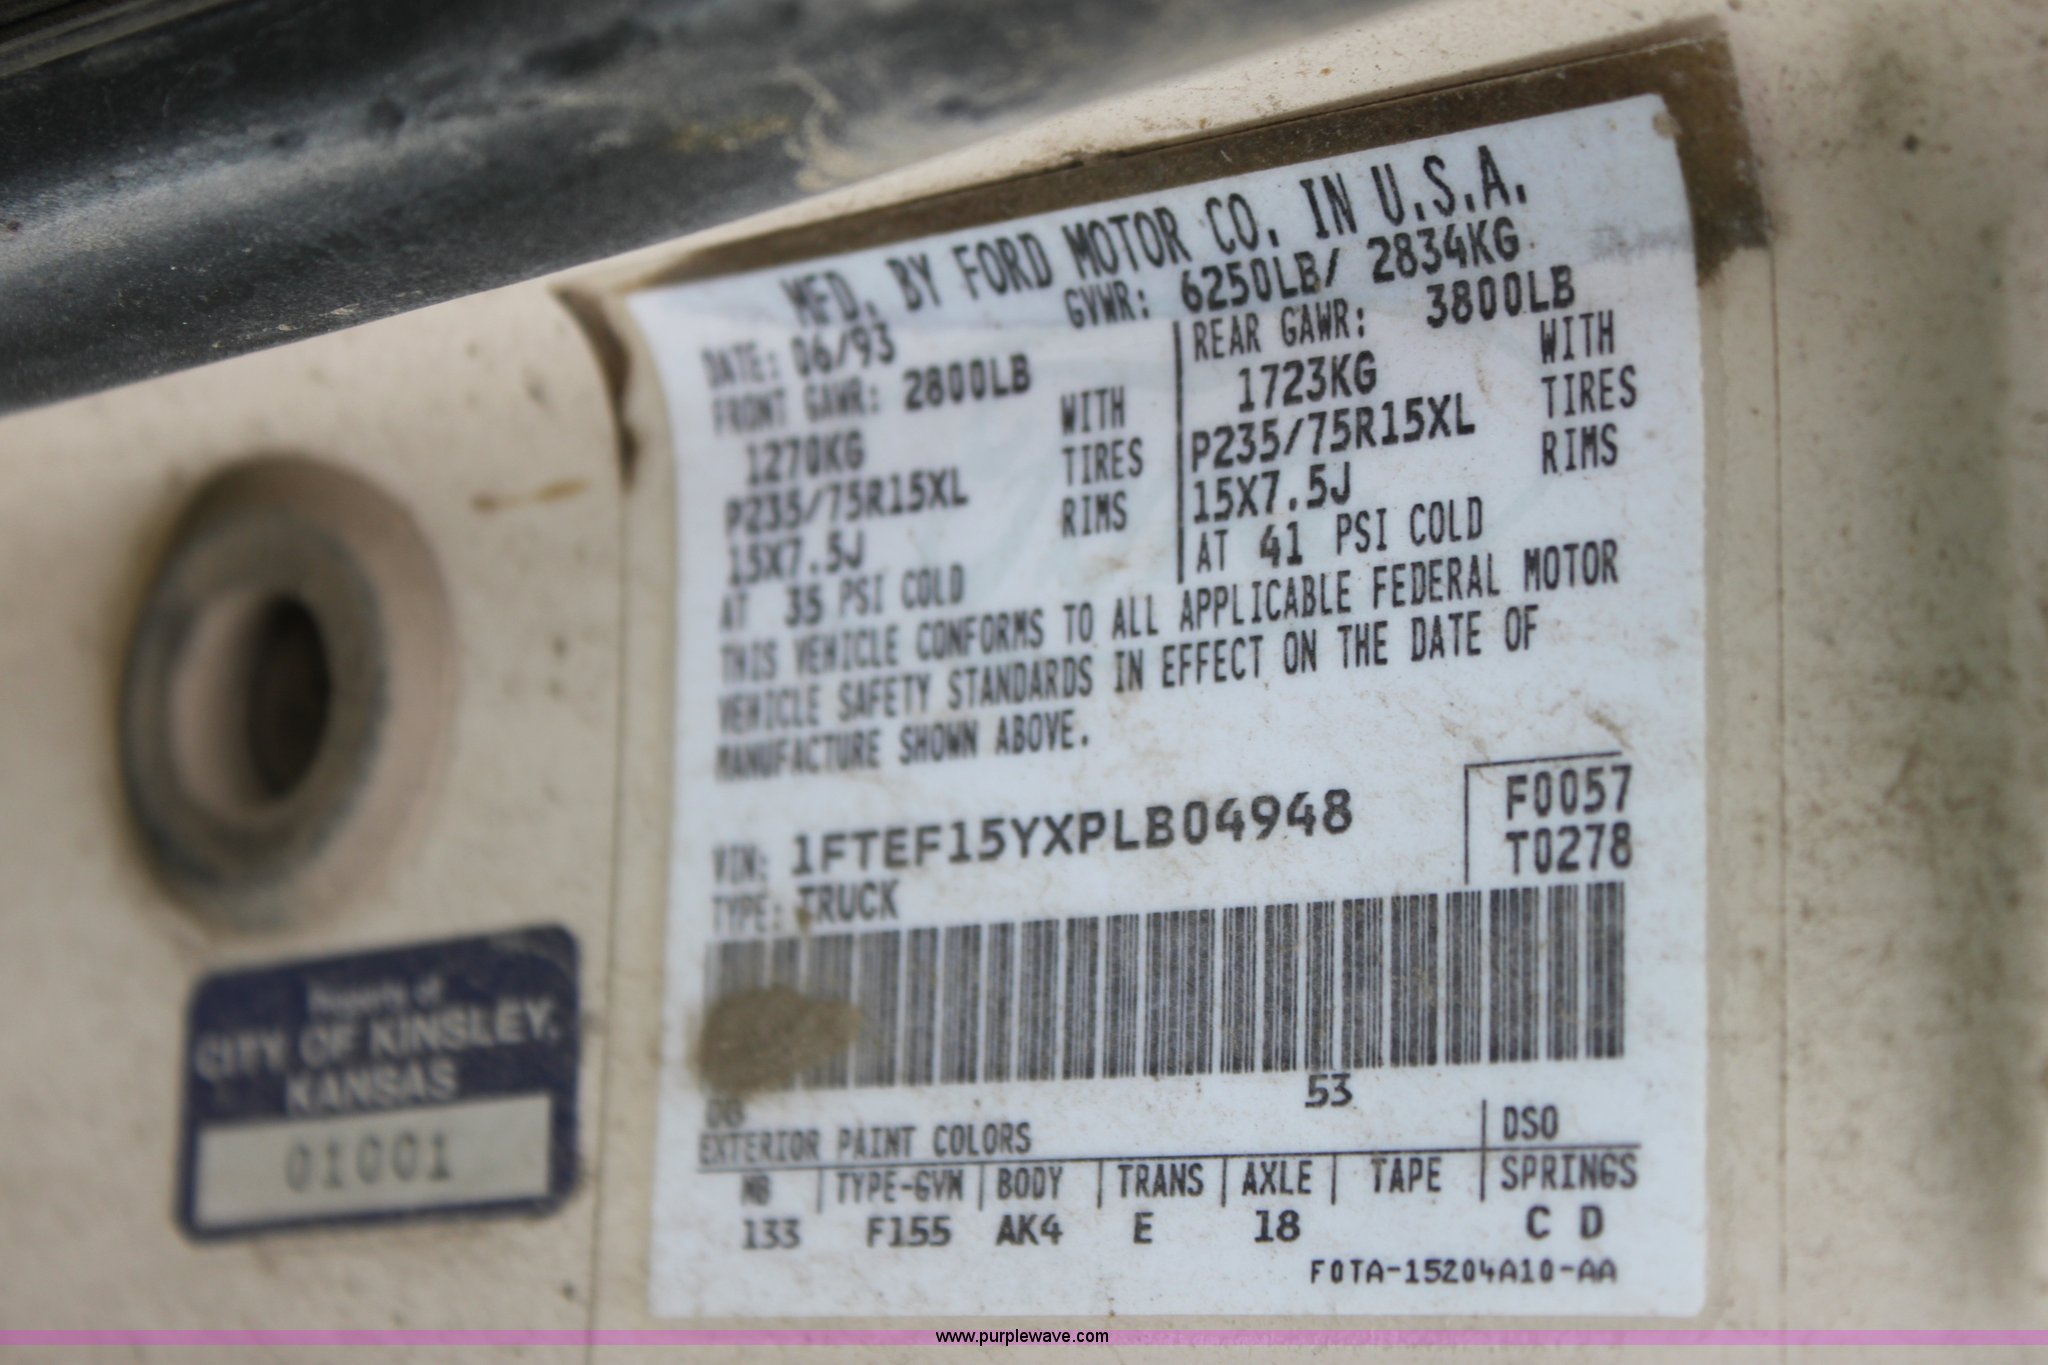 MFD. BY FORD MOTOR CO. IN U.S.A.
DATE: 06/93 GVWR: 6250LB/ 2834KG
FRONT GAWR: 2800LB
1270KG WITH
P235/75R15XL TIRES
15X7.5J RIMS
AT 35 PSI COLD
REAR GAWR: 3800LB
1723KG WITH
P235/75R15XL TIRES
15X7.5J RIMS
AT 41 PSI COLD
THIS VEHICLE CONFORMS TO ALL APPLICABLE FEDERAL MOTOR
VEHICLE SAFETY STANDARDS IN EFFECT ON THE DATE OF
MANUFACTURE SHOWN ABOVE.
VIN: 1FTEF15YXPLB04948
TYPE: TRUCK
F0057
T0278
53
EXTERIOR PAINT COLORS DSO
WB TYPE-GVW BODY TRANS AXLE TAPE SPRINGS
133 F155 AK4 E 18 C D
F0TA-15204A10-AA
Property of
CITY OF KINSLEY,
KANSAS
01001
www.purplewave.com